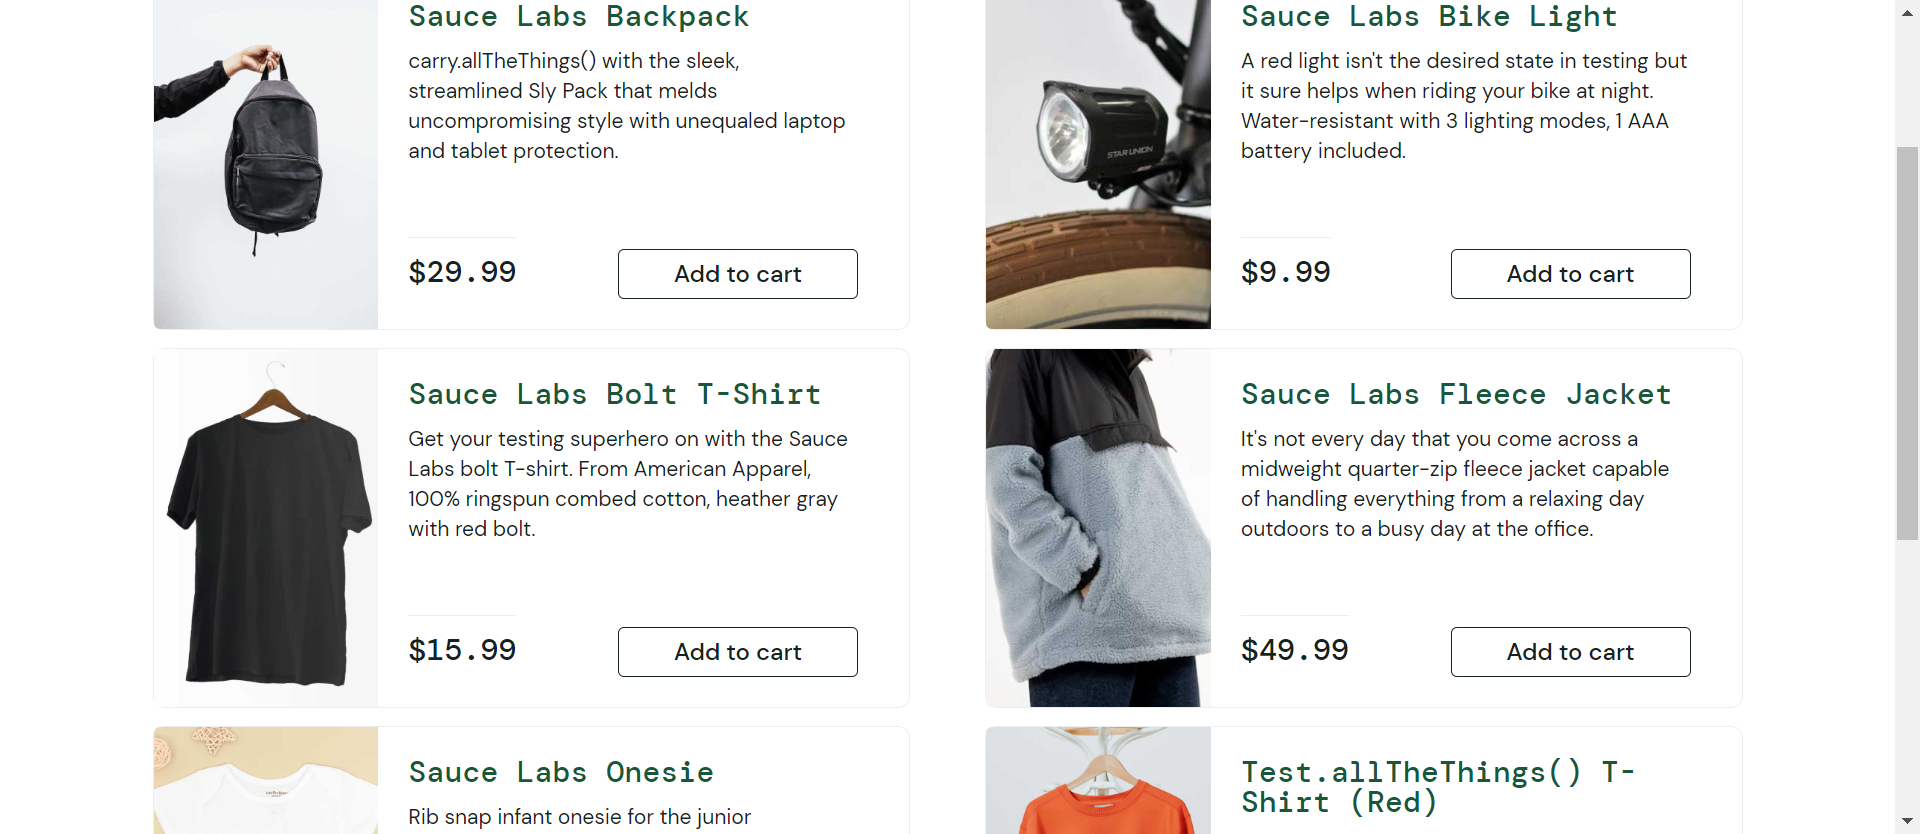 Sauce Labs Backpack
carry.allTheThings() with the sleek,
streamlined Sly Pack that melds
uncompromising style with unequaled laptop
and tablet protection.
$29.99
Add to cart
Sauce Labs Bike Light
A red light isn't the desired state in testing but
it sure helps when riding your bike at night.
Water-resistant with 3 lighting modes, 1 AAA
battery included.
STAR UNION
$9.99
Add to cart
Sauce Labs Bolt T-Shirt
Get your testing superhero on with the Sauce
Labs bolt T-shirt. From American Apparel,
100% ringspun combed cotton, heather gray
with red bolt.
$15.99
Add to cart
Sauce Labs Fleece Jacket
It's not every day that you come across a
midweight quarter-zip fleece jacket capable
of handling everything from a relaxing day
outdoors to a busy day at the office.
$49.99
Add to cart
Sauce Labs Onesie
Rib snap infant onesie for the junior
Test.allTheThings() T-
Shirt (Red)